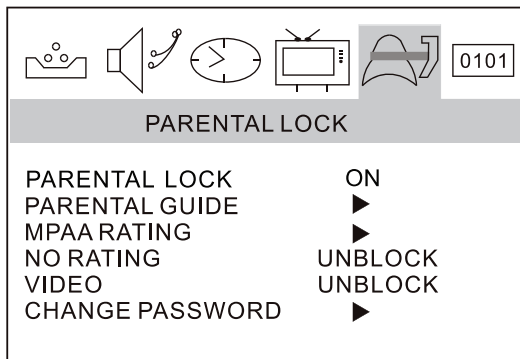 0101
PARENTAL LOCK
PARENTAL LOCK ON
PARENTAL GUIDE ▶
MPAA RATING ▶
NO RATING UNBLOCK
VIDEO UNBLOCK
CHANGE PASSWORD ▶